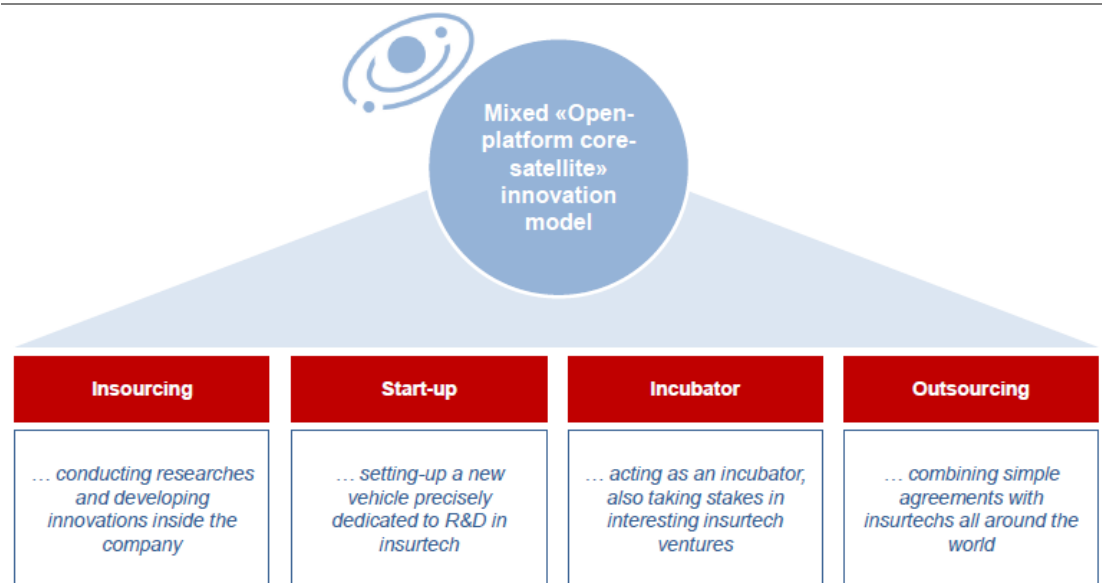 Mixed «Open-
platform core-
satellite»
innovation
model
Insourcing
… conducting researches
and developing
innovations inside the
company
Start-up
… setting-up a new
vehicle precisely
dedicated to R&D in
insurtech
Incubator
… acting as an incubator,
also taking stakes in
interesting insurtech
ventures
Outsourcing
… combining simple
agreements with
insurtechs all around the
world